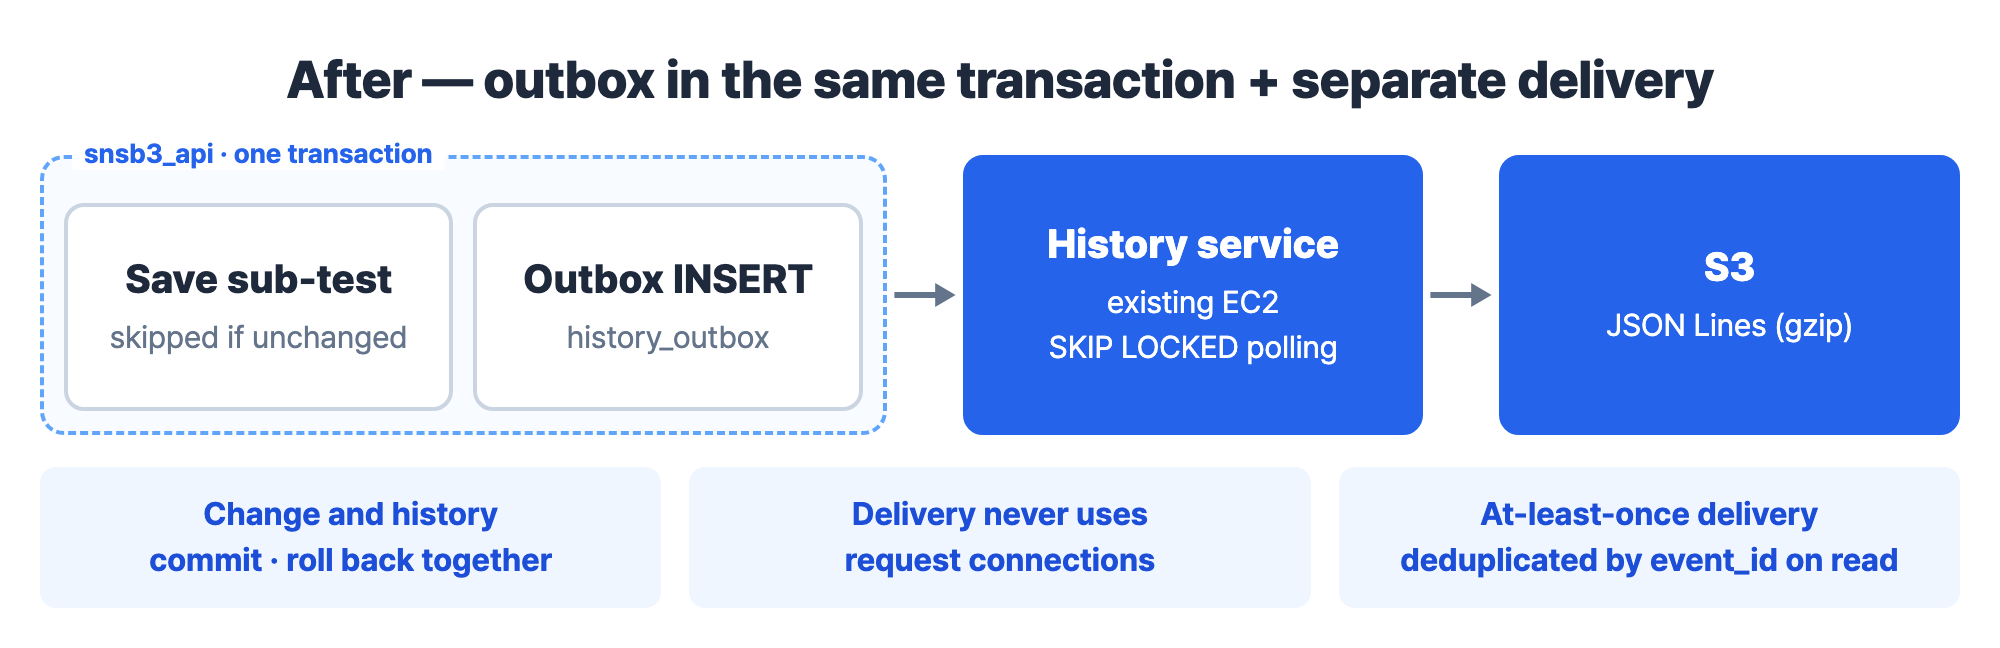 After — outbox in the same transaction + separate delivery
snsb3_api · one transaction
Save sub-test
skipped if unchanged
Outbox INSERT
history_outbox
History service
existing EC2
SKIP LOCKED polling
S3
JSON Lines (gzip)
Change and history
commit · roll back together
Delivery never uses
request connections
At-least-once delivery
deduplicated by event_id on read